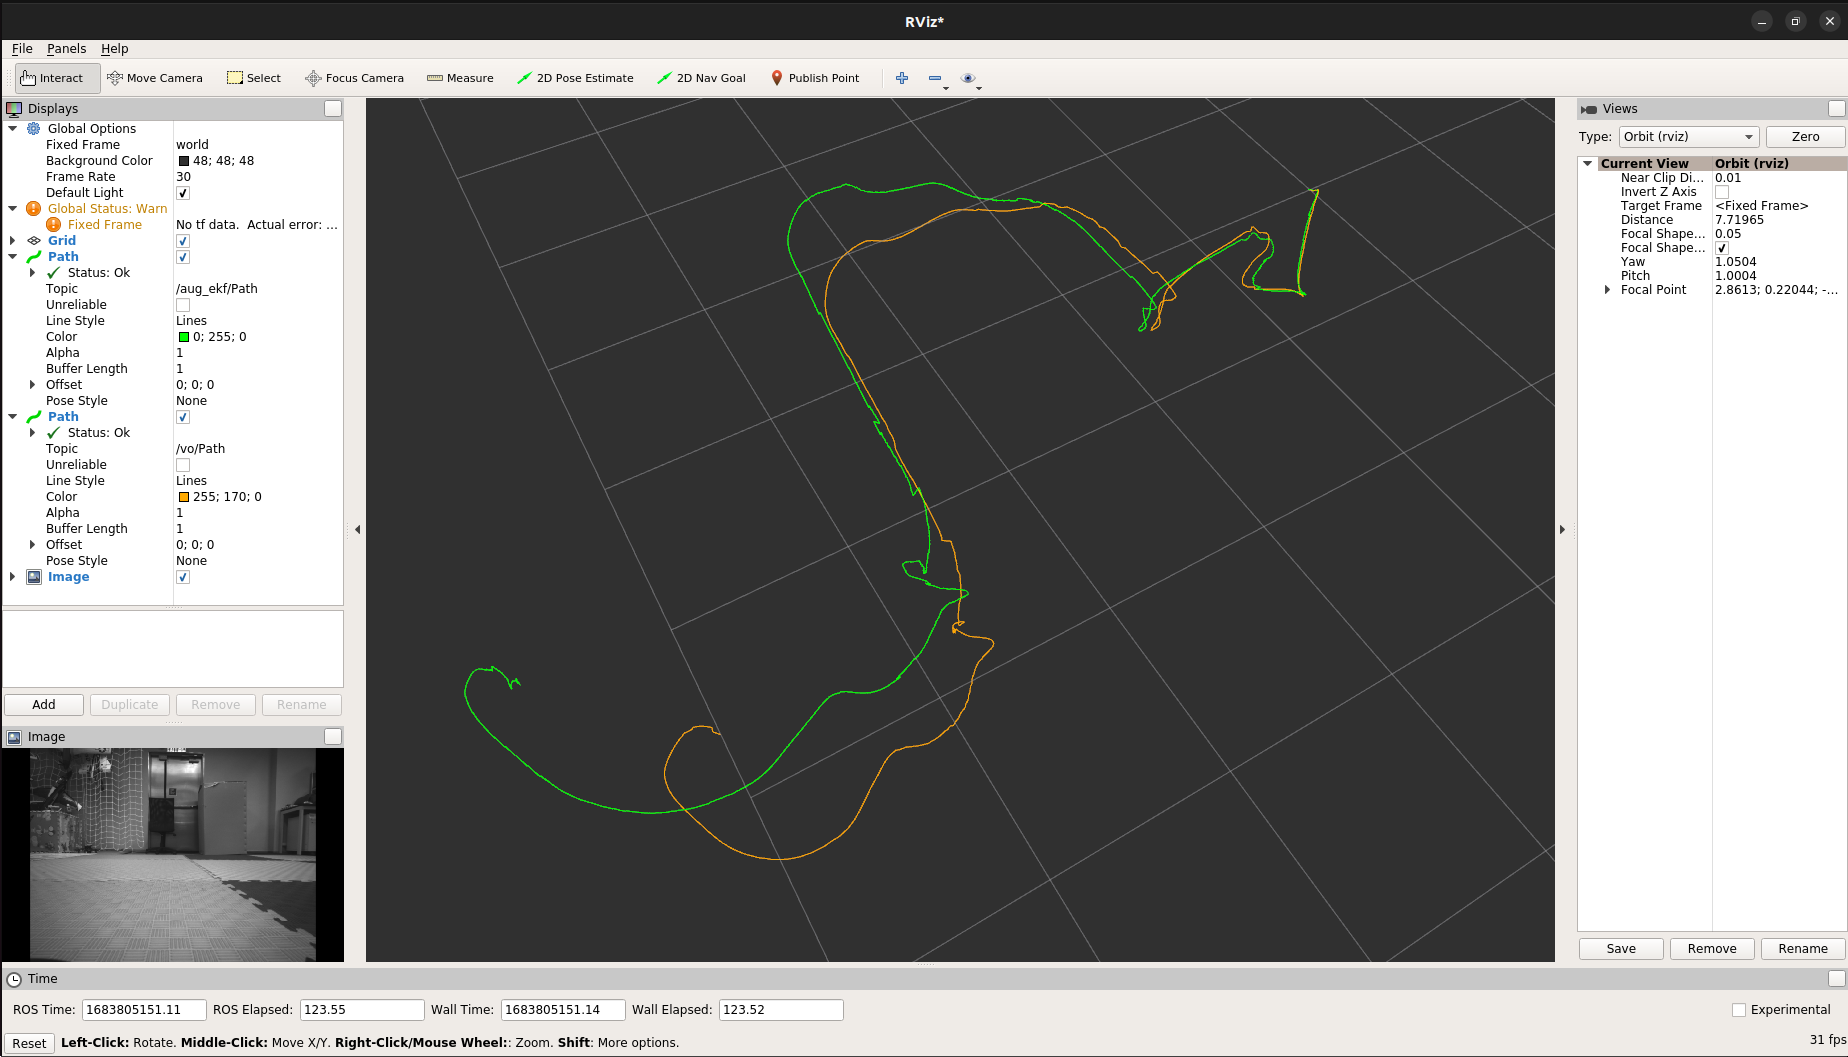 RViz*
File Panels Help
Interact Move Camera Select Focus Camera Measure 2D Pose Estimate 2D Nav Goal Publish Point
Displays
Global Options
Fixed Frame world
Background Color 48; 48; 48
Frame Rate 30
Default Light
Global Status: Warn
Fixed Frame No tf data. Actual error: ...
Grid
Path
Status: Ok
Topic /aug_ekf/Path
Unreliable
Line Style Lines
Color 0; 255; 0
Alpha 1
Buffer Length 1
Offset 0; 0; 0
Pose Style None
Path
Status: Ok
Topic /vo/Path
Unreliable
Line Style Lines
Color 255; 170; 0
Alpha 1
Buffer Length 1
Offset 0; 0; 0
Pose Style None
Image
Add Duplicate Remove Rename
Image
Views
Type: Orbit (rviz) Zero
Current View Orbit (rviz)
Near Clip Di... 0.01
Invert Z Axis
Target Frame <Fixed Frame>
Distance 7.71965
Focal Shape... 0.05
Focal Shape...
Yaw 1.0504
Pitch 1.0004
Focal Point 2.8613; 0.22044; -...
Save Remove Rename
Time
ROS Time: 1683805151.11 ROS Elapsed: 123.55 Wall Time: 1683805151.14 Wall Elapsed: 123.52 Experimental
Reset Left-Click: Rotate. Middle-Click: Move X/Y. Right-Click/Mouse Wheel:: Zoom. Shift: More options. 31 fps